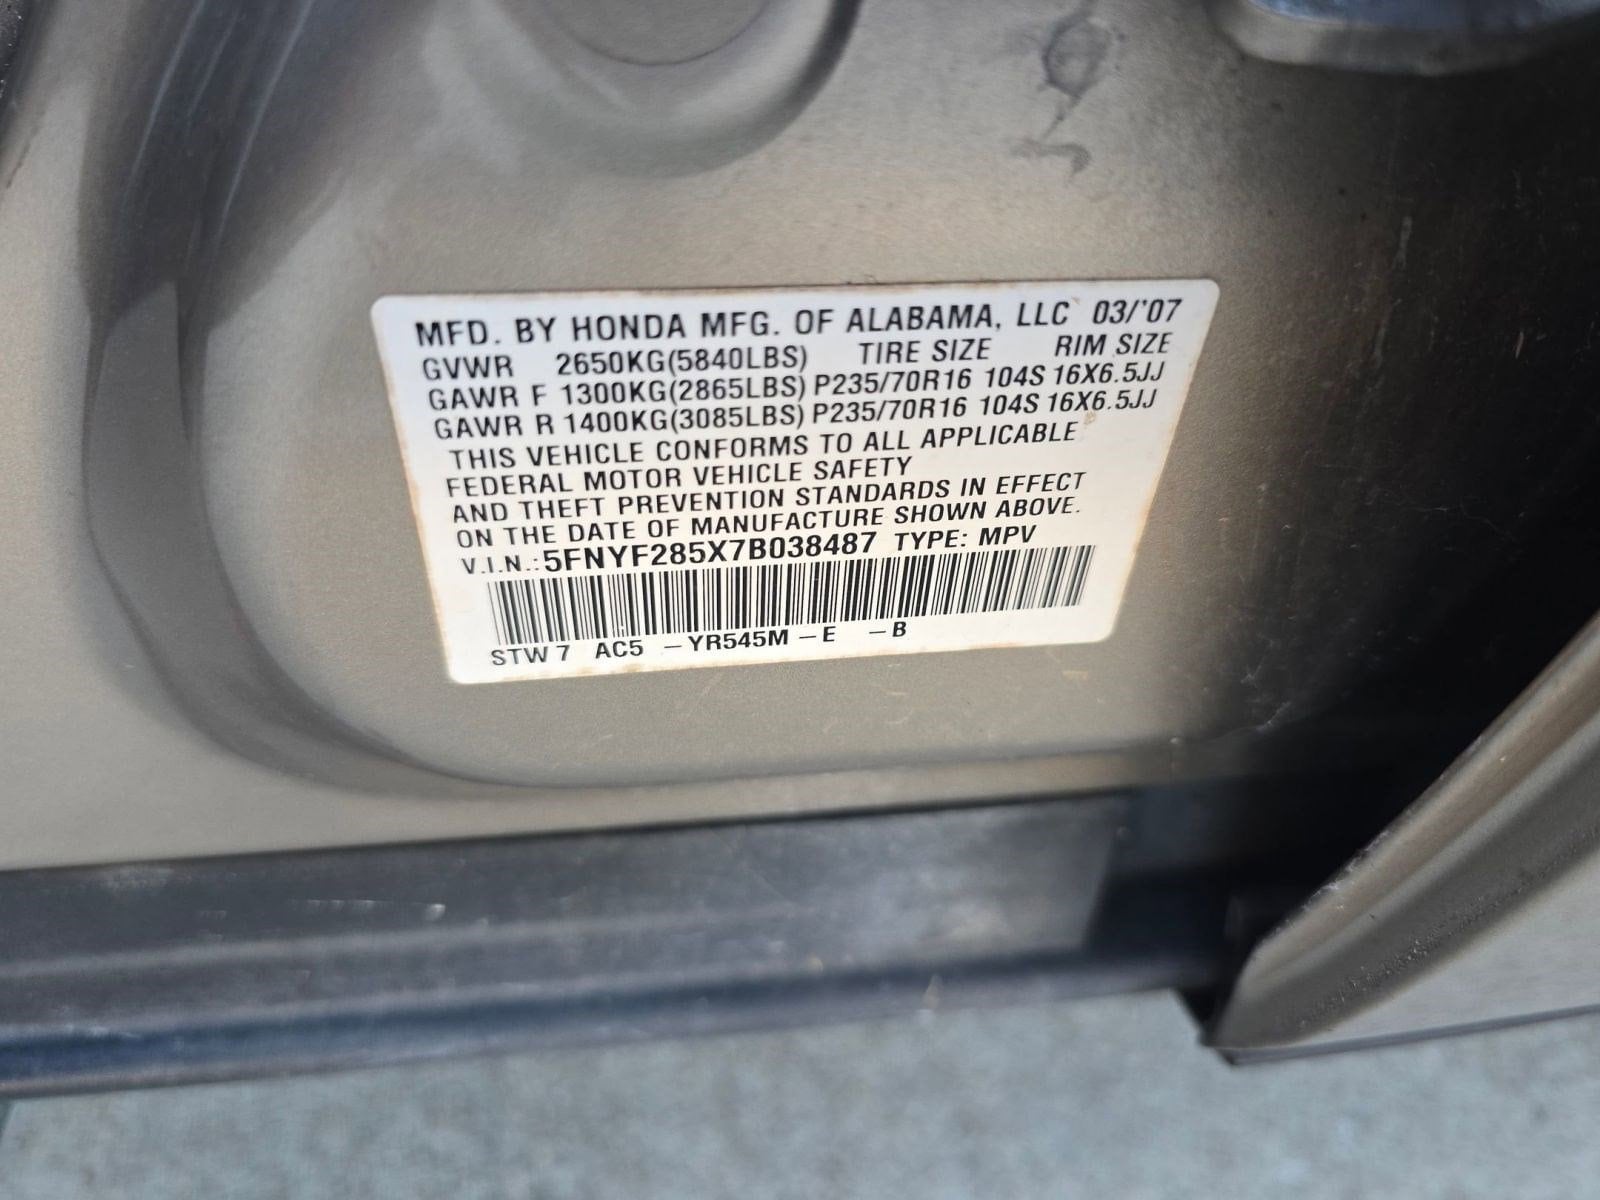 MFD. BY HONDA MFG. OF ALABAMA, LLC 03/'07
GVWR 2650KG(5840LBS) TIRE SIZE RIM SIZE
GAWR F 1300KG(2865LBS) P235/70R16 104S 16X6.5JJ
GAWR R 1400KG(3085LBS) P235/70R16 104S 16X6.5JJ
THIS VEHICLE CONFORMS TO ALL APPLICABLE
FEDERAL MOTOR VEHICLE SAFETY
AND THEFT PREVENTION STANDARDS IN EFFECT
ON THE DATE OF MANUFACTURE SHOWN ABOVE.
V.I.N.: 5FNYF285X7B038487 TYPE: MPV
STW 7 AC5 – YR545M – E – B